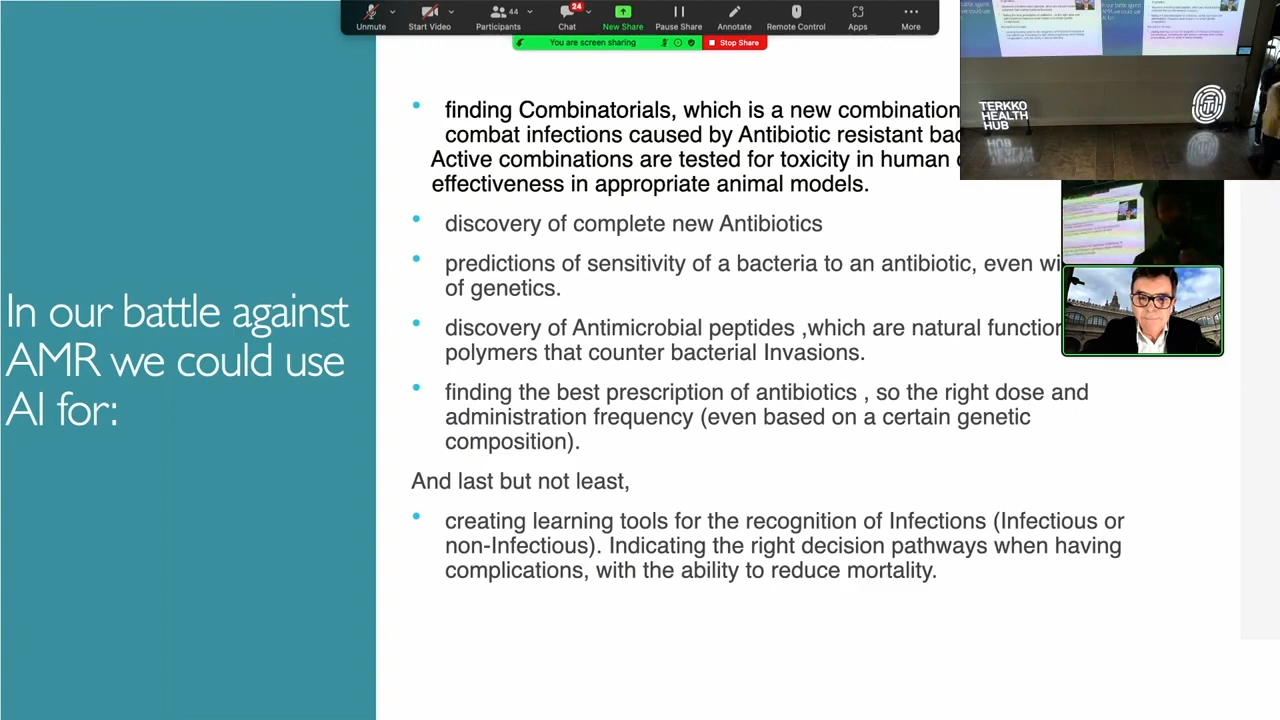 Unmute
Start Video
Participants
44
Chat
24
New Share
Pause Share
Annotate
Remote Control
Apps
More
You are screen sharing
Stop Share
In our battle against
AMR we could use
AI for:
finding Combinatorials, which is a new combination
combat infections caused by Antibiotic resistant
Active combinations are tested for toxicity in human
effectiveness in appropriate animal models.
discovery of complete new Antibiotics
predictions of sensitivity of a bacteria to an antibiotic, even
of genetics.
discovery of Antimicrobial peptides ,which are natural
polymers that counter bacterial Invasions.
finding the best prescription of antibiotics , so the right dose and
administration frequency (even based on a certain genetic
composition).
And last but not least,
creating learning tools for the recognition of Infections (Infectious or
non-Infectious). Indicating the right decision pathways when having
complications, with the ability to reduce mortality.
TERKKO
HEALTH
HUB